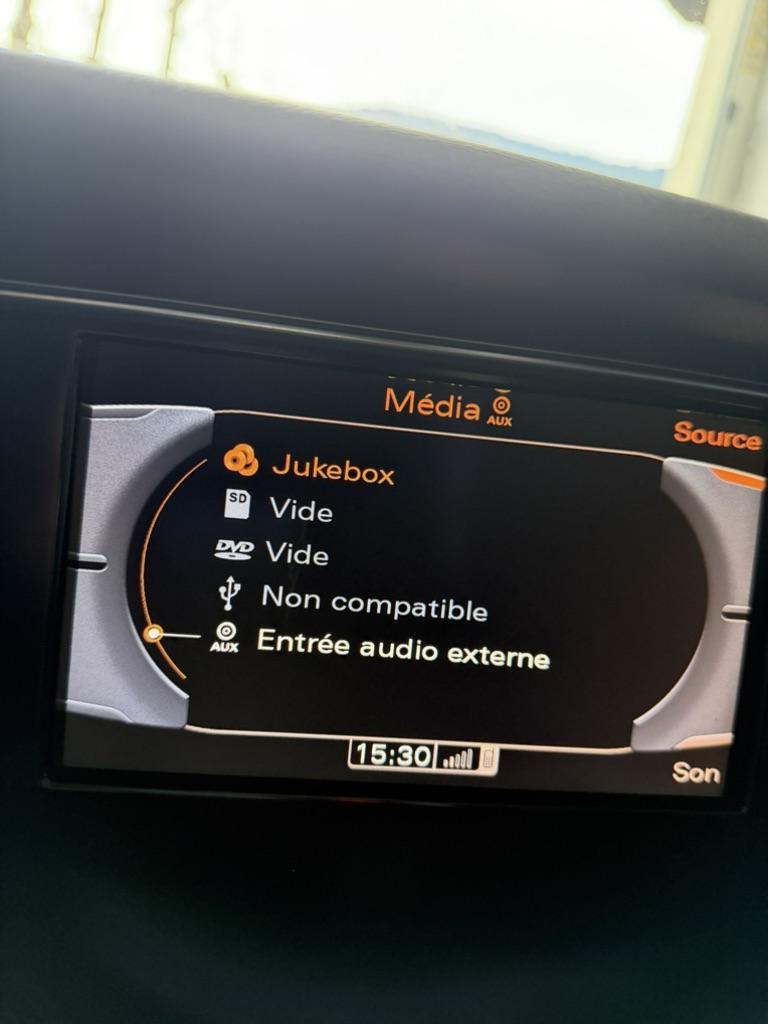 Média AUX
Source
Jukebox
SD Vide
DVD Vide
Non compatible
AUX Entrée audio externe
15:30
Son